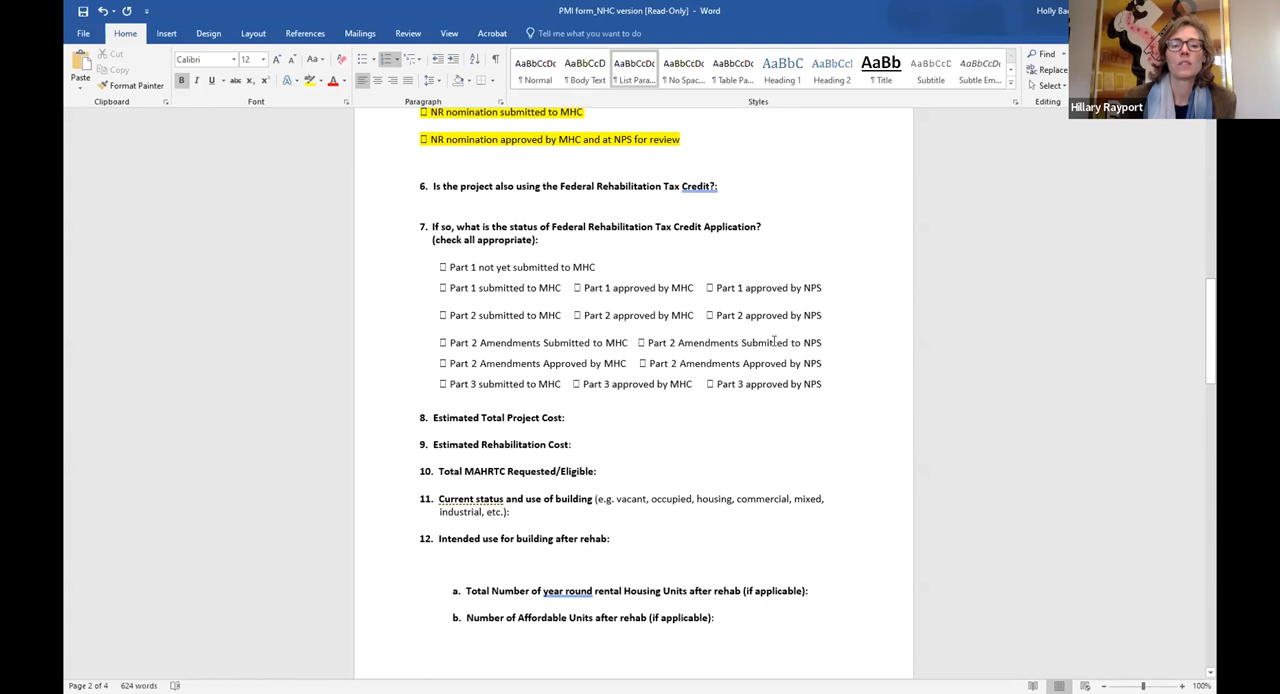 PMI form_NHC version [Read-Only] - Word
Holly Ba
File Home Insert Design Layout References Mailings Review View Acrobat Tell me what you want to do
Paste
Cut
Copy
Format Painter
Clipboard
Calibri 12
Font
Paragraph
AaBbCcDc AaBbCcD AaBbCcDc AaBbCcDc AaBbCcDc AaBbCc AaBbCcI AaBb AaBbCcDc AaBbCcDc
¶ Normal ¶ Body Text ¶ List Para... ¶ No Spac... ¶ Table Pa... Heading 1 Heading 2 ¶ Title Subtitle Subtle Em...
Styles
Find
Replace
Select
Editing
Hillary Rayport
NR nomination submitted to MHC
NR nomination approved by MHC and at NPS for review
6. Is the project also using the Federal Rehabilitation Tax Credit?:
7. If so, what is the status of Federal Rehabilitation Tax Credit Application?
(check all appropriate):
Part 1 not yet submitted to MHC
Part 1 submitted to MHC Part 1 approved by MHC Part 1 approved by NPS
Part 2 submitted to MHC Part 2 approved by MHC Part 2 approved by NPS
Part 2 Amendments Submitted to MHC Part 2 Amendments Submitted to NPS
Part 2 Amendments Approved by MHC Part 2 Amendments Approved by NPS
Part 3 submitted to MHC Part 3 approved by MHC Part 3 approved by NPS
8. Estimated Total Project Cost:
9. Estimated Rehabilitation Cost:
10. Total MAHRTC Requested/Eligible:
11. Current status and use of building (e.g. vacant, occupied, housing, commercial, mixed,
industrial, etc.):
12. Intended use for building after rehab:
a. Total Number of year round rental Housing Units after rehab (if applicable):
b. Number of Affordable Units after rehab (if applicable):
Page 2 of 4 624 words
100%